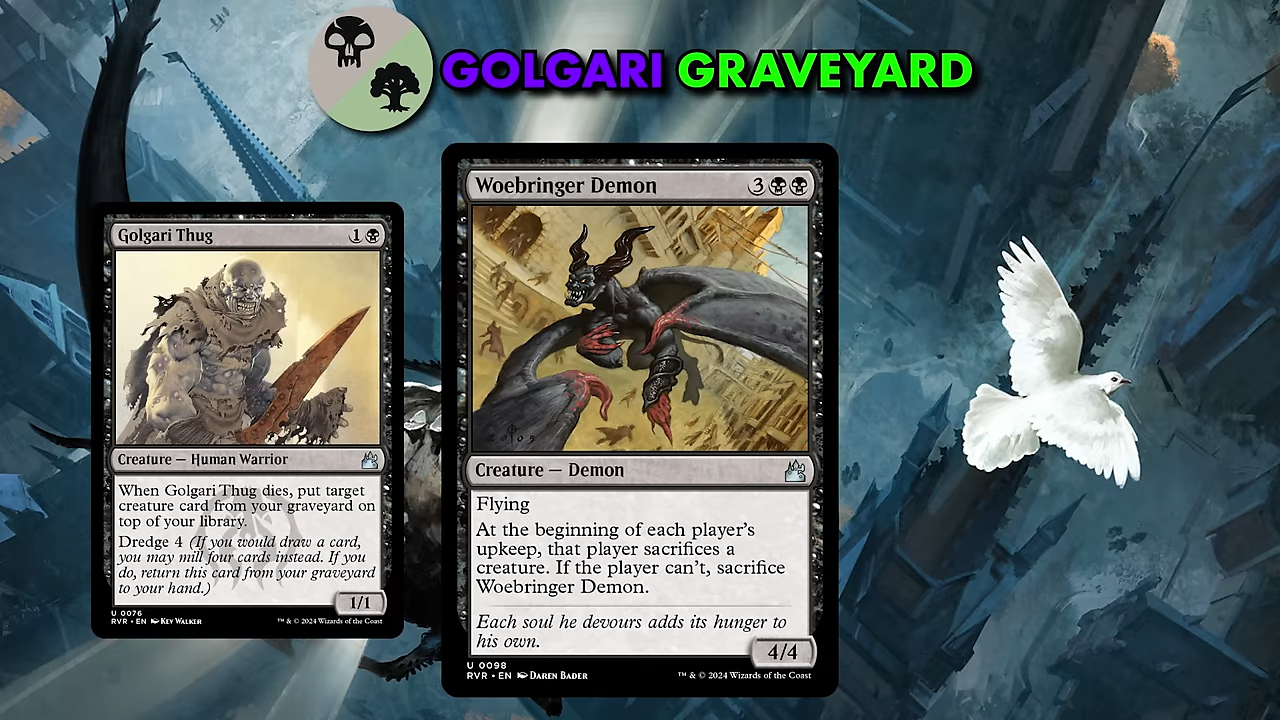 GOLGARI GRAVEYARD
Golgari Thug 1
Creature — Human Warrior
When Golgari Thug dies, put target
creature card from your graveyard on
top of your library.
Dredge 4 (If you would draw a card,
you may mill four cards instead. If you
do, return this card from your graveyard
to your hand.)
1/1
U 0076
RVR • EN Kev Walker
™ & © 2024 Wizards of the Coast
Woebringer Demon 3
Creature — Demon
Flying
At the beginning of each player's
upkeep, that player sacrifices a
creature. If the player can't, sacrifice
Woebringer Demon.
Each soul he devours adds its hunger to
his own.
4/4
U 0098
RVR • EN Daren Bader
™ & © 2024 Wizards of the Coast